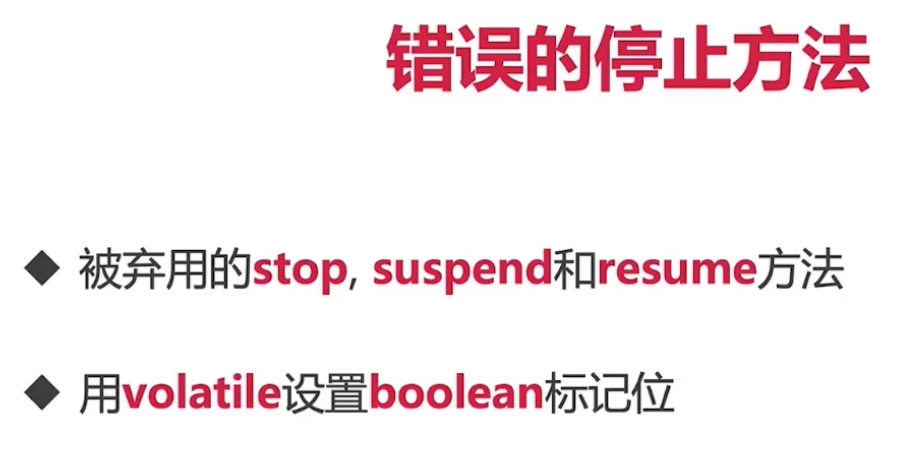 错误的停止方法
◆ 被弃用的stop, suspend和resume方法
◆ 用volatile设置boolean标记位